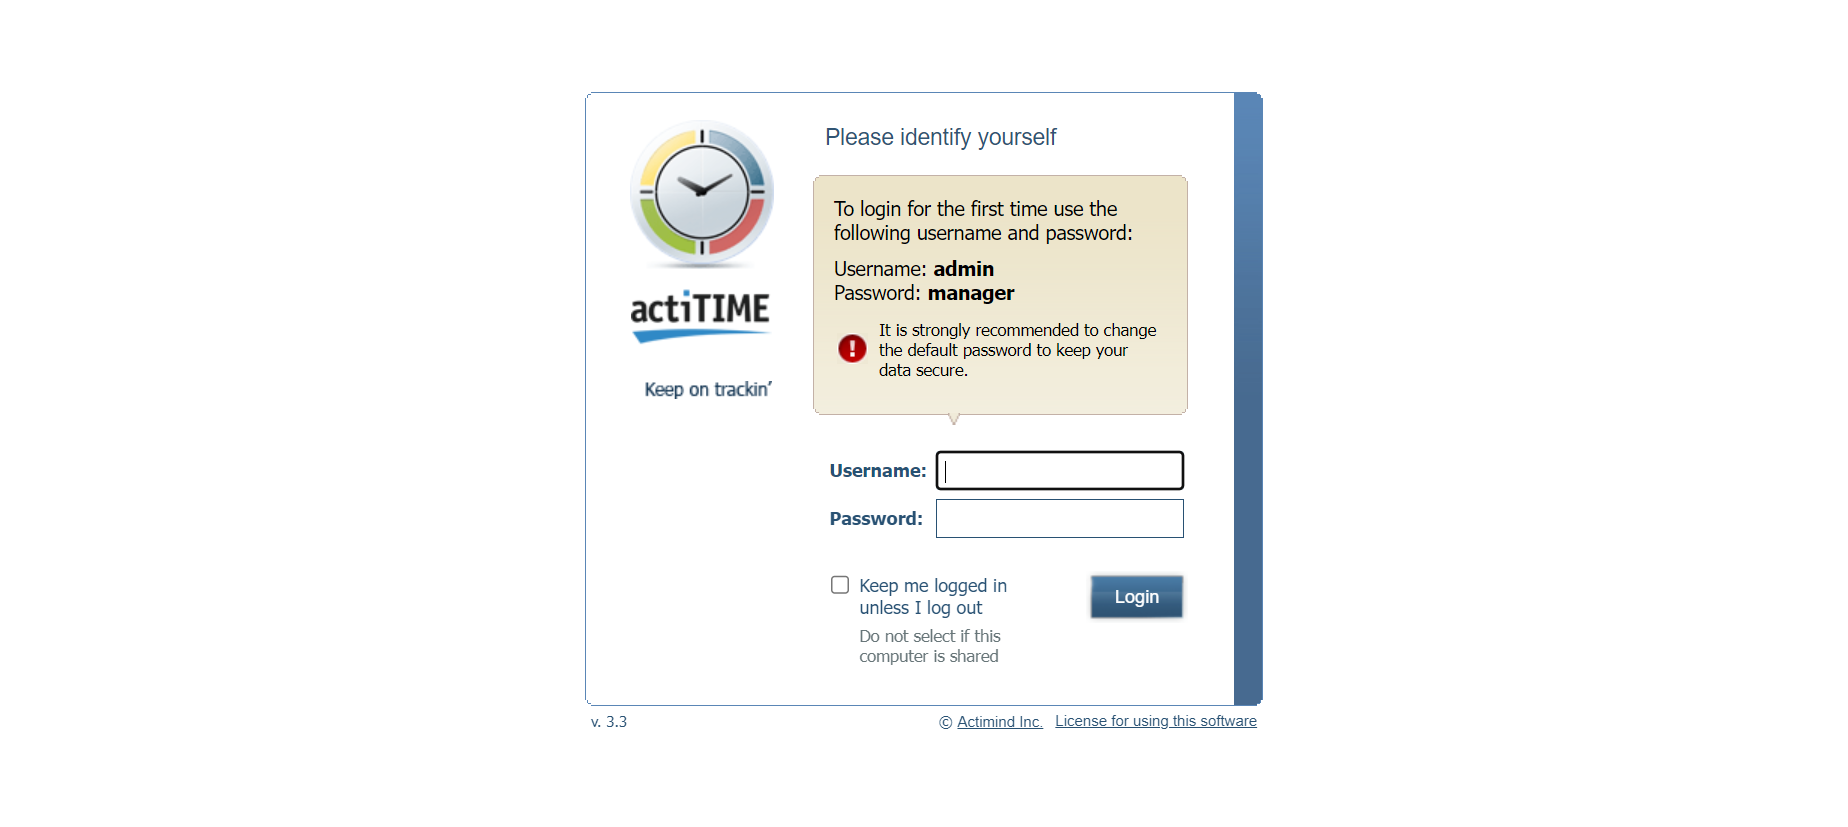 Please identify yourself
To login for the first time use the
following username and password:
Username: admin
Password: manager
It is strongly recommended to change
the default password to keep your
data secure.
actiTIME
Keep on trackin'
Username:
Password:
Keep me logged in
unless I log out
Do not select if this
computer is shared
Login
v. 3.3
© Actimind Inc. License for using this software